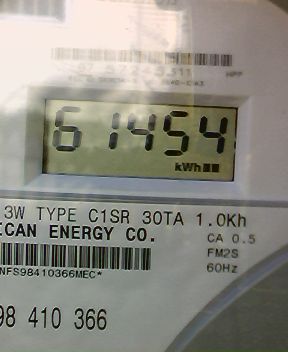 61454
kWh
3W TYPE C1SR 30TA 1.0Kh
ICAN ENERGY CO.
CA 0.5
FM2S
NFS98410366MEC*
60Hz
98 410 366